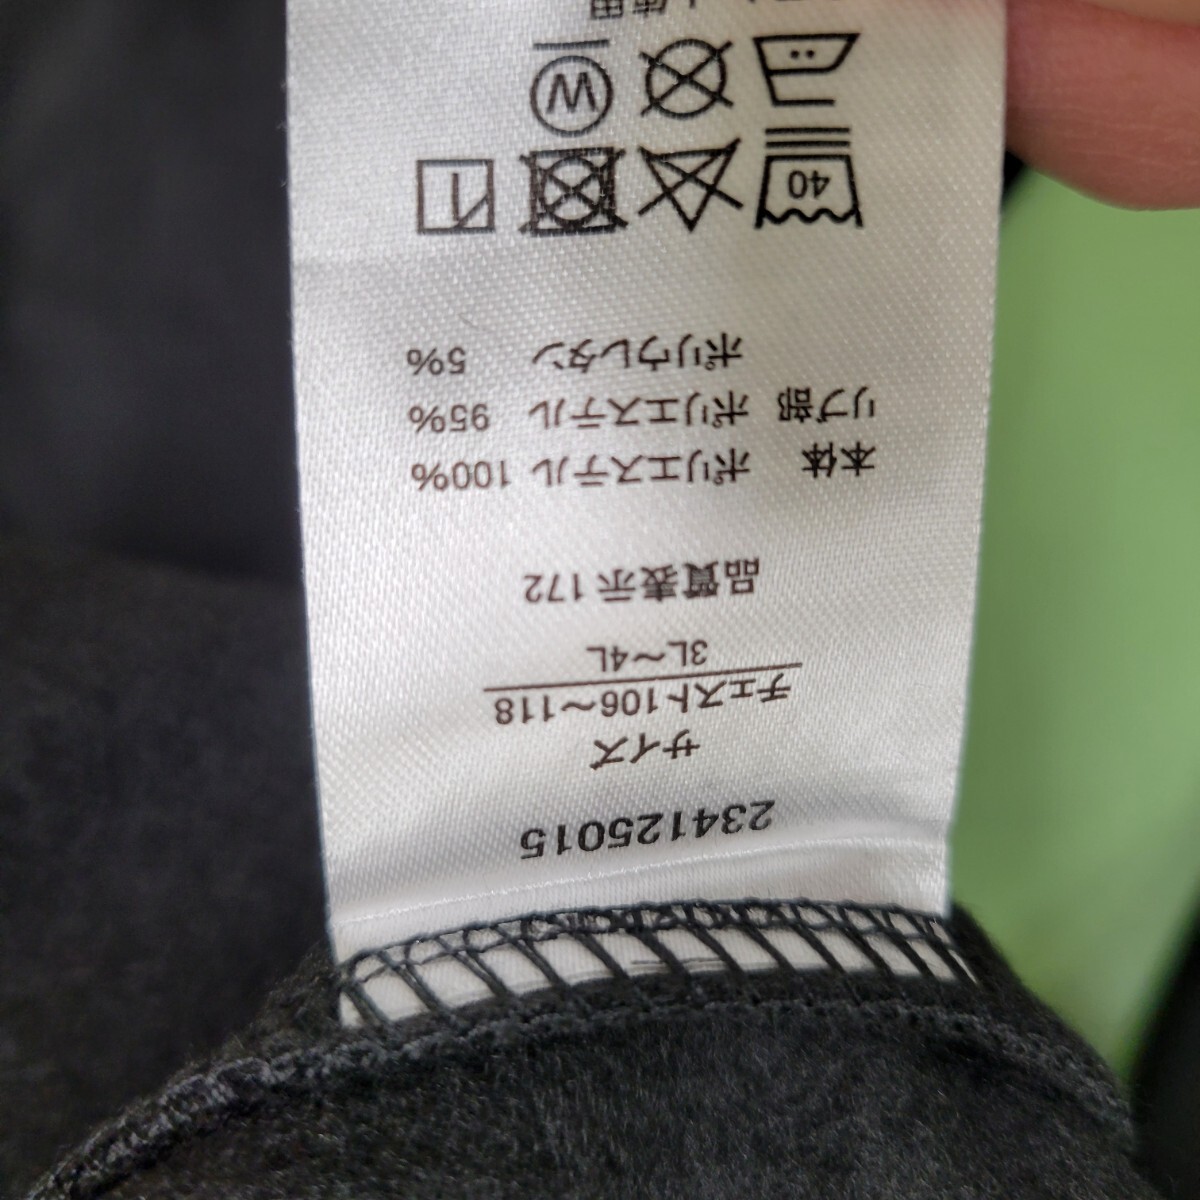 234125015
サイズ
チェスト106～118
3L～4L
品質表示 172
本体 ポリエステル 100%
リブ部 ポリエステル 95%
ポリウレタン 5%
40
W
使用